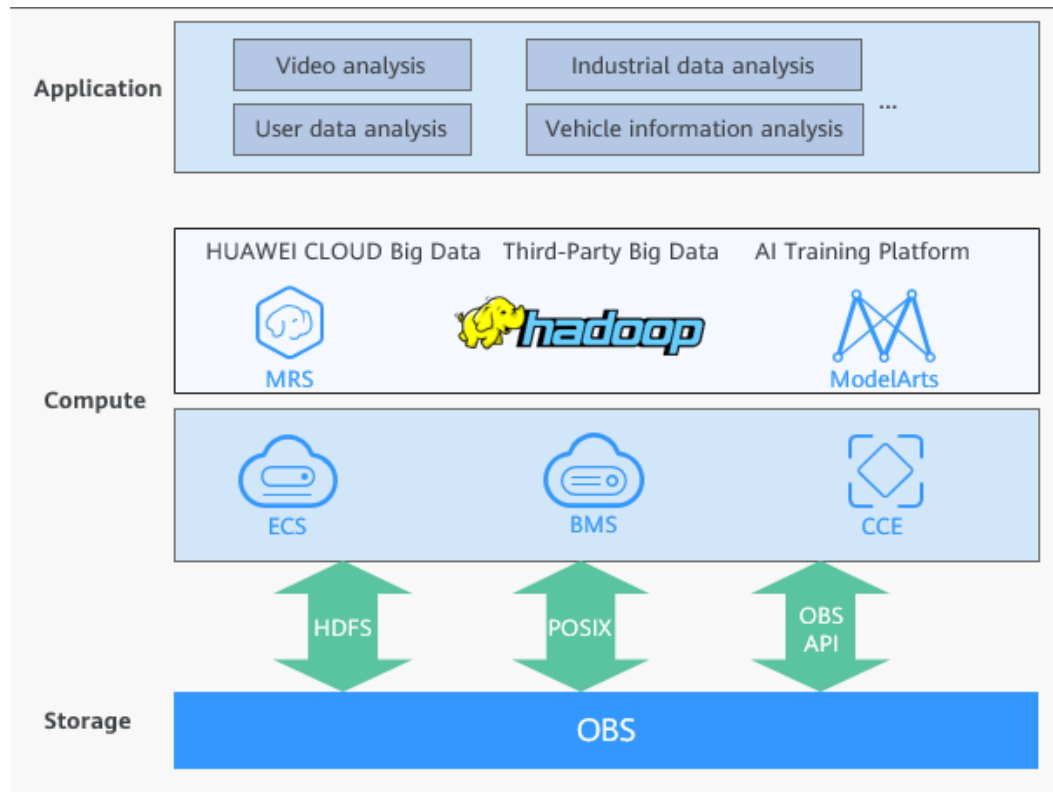 Application
Video analysis
Industrial data analysis
User data analysis
Vehicle information analysis
...
Compute
HUAWEI CLOUD Big Data
Third-Party Big Data
AI Training Platform
MRS
hadoop
ModelArts
ECS
BMS
CCE
HDFS
POSIX
OBS
API
Storage
OBS